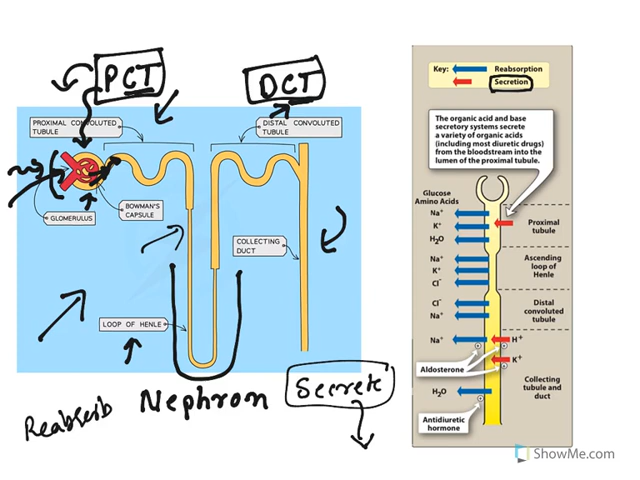 PCT
DCT
PROXIMAL CONVOLUTED
TUBULE
DISTAL CONVOLUTED
TUBULE
BOWMAN'S
CAPSULE
GLOMERULUS
COLLECTING
DUCT
LOOP OF HENLE
Reabsorb
Nephron
Secrete
Key:
Reabsorption
Secretion
The organic acid and base
secretory systems secrete
a variety of organic acids
(including most diuretic drugs)
from the bloodstream into the
lumen of the proximal tubule.
Glucose
Amino Acids
Na+
K+
H2O
Proximal
tubule
Na+
K+
Cl-
Ascending
loop of
Henle
Cl-
Na+
Distal
convoluted
tubule
Na+
H+
K+
Aldosterone
Collecting
tubule and
duct
H2O
Antidiuretic
hormone
ShowMe.com